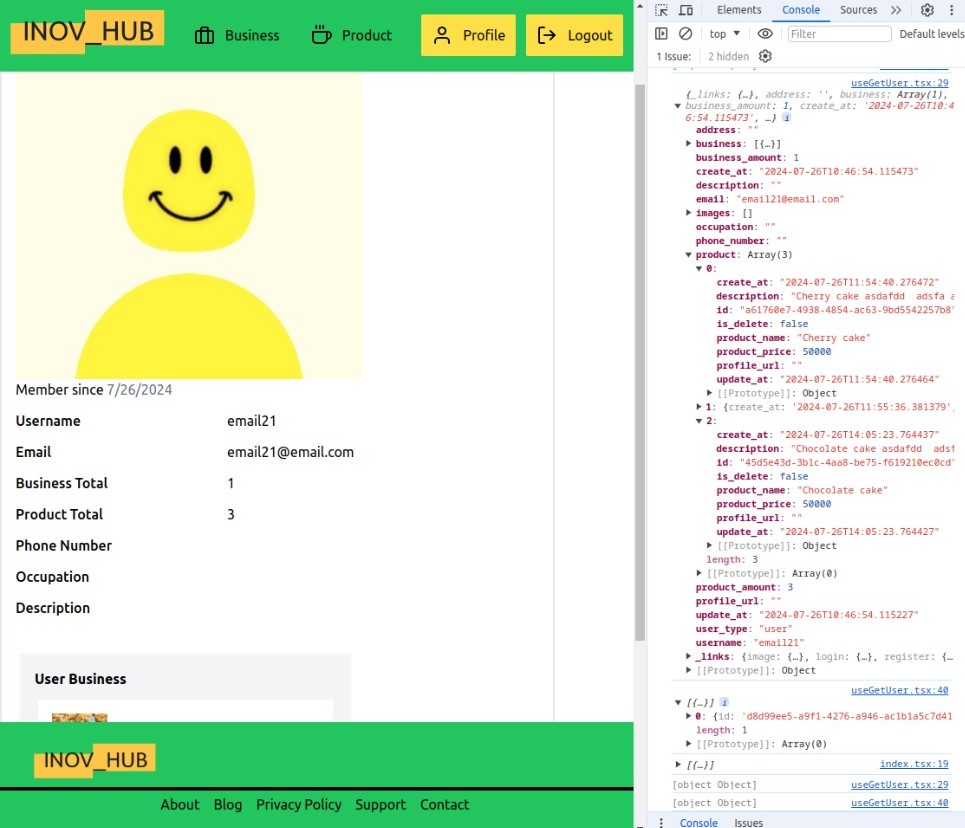 INOV_HUB
Business
Product
Profile
Logout
Member since 7/26/2024
Username email21
Email email21@email.com
Business Total 1
Product Total 3
Phone Number
Occupation
Description
User Business
INOV_HUB
About Blog Privacy Policy Support Contact
Elements Console Sources
top Filter Default levels
1 Issue: 2 hidden
useGetUser.tsx:29
{_links: {…}, address: '', business: Array(1),
business_amount: 1, create_at: '2024-07-26T10:4
6:54.115473', …}
address: ""
business: [{…}]
business_amount: 1
create_at: "2024-07-26T10:46:54.115473"
description: ""
email: "email21@email.com"
images: []
occupation: ""
phone_number: ""
product: Array(3)
0:
create_at: "2024-07-26T11:54:40.276472"
description: "Cherry cake asdafdd adsfa a
id: "a61760e7-4938-4854-ac63-9bd5542257b8"
is_delete: false
product_name: "Cherry cake"
product_price: 50000
profile_url: ""
update_at: "2024-07-26T11:54:40.276464"
[[Prototype]]: Object
1: {create_at: '2024-07-26T11:55:36.381379',
2:
create_at: "2024-07-26T14:05:23.764437"
description: "Chocolate cake asdafdd adsf
id: "45d5e43d-3b1c-4aa8-be75-f619210ec0cd"
is_delete: false
product_name: "Chocolate cake"
product_price: 50000
profile_url: ""
update_at: "2024-07-26T14:05:23.764427"
[[Prototype]]: Object
length: 3
[[Prototype]]: Array(0)
product_amount: 3
profile_url: ""
update_at: "2024-07-26T10:46:54.115227"
user_type: "user"
username: "email21"
_links: {image: {…}, login: {…}, register: {…
[[Prototype]]: Object
useGetUser.tsx:40
[{…}]
0: {id: 'd8d99ee5-a9f1-4276-a946-ac1b1a5c7d41
length: 1
[[Prototype]]: Array(0)
[{…}] index.tsx:19
[object Object] useGetUser.tsx:29
[object Object] useGetUser.tsx:40
Console Issues